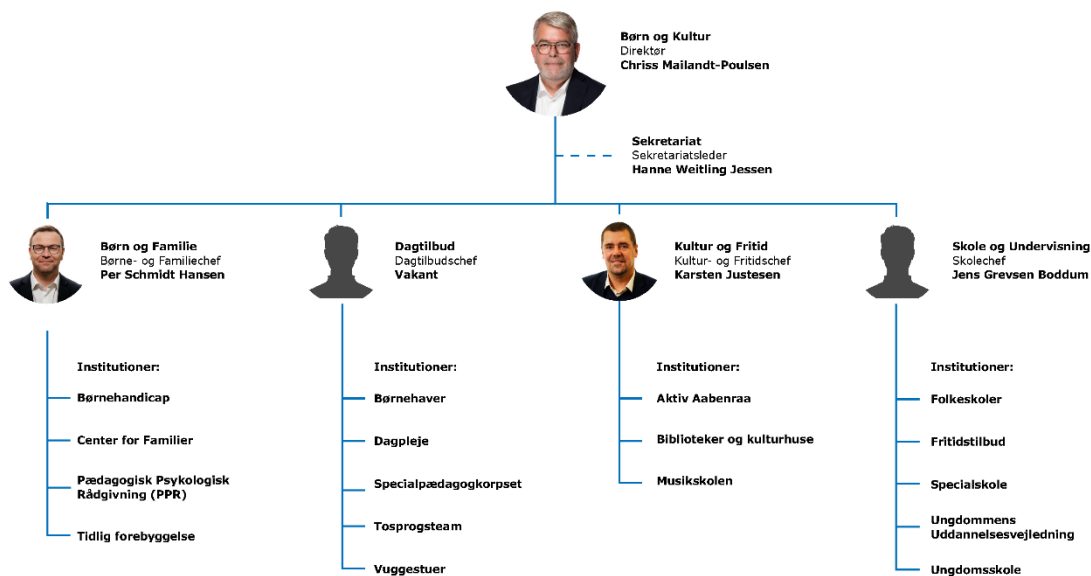 Børn og Kultur
Direktør
Chriss Mailandt-Poulsen
Sekretariat
Sekretariatsleder
Hanne Weitling Jessen
Børn og Familie
Børne- og Familiechef
Per Schmidt Hansen
Dagtilbud
Dagtilbudschef
Vakant
Kultur og Fritid
Kultur- og Fritidschef
Karsten Justesen
Skole og Undervisning
Skolechef
Jens Grevsen Boddum
Institutioner:
Børnehandicap
Center for Familier
Pædagogisk Psykologisk
Rådgivning (PPR)
Tidlig forebyggelse
Institutioner:
Børnehaver
Dagpleje
Specialpædagogkorpset
Tosprogsteam
Vuggestuer
Institutioner:
Aktiv Aabenraa
Biblioteker og kulturhuse
Musikskolen
Institutioner:
Folkeskoler
Fritidstilbud
Specialskole
Ungdommens
Uddannelsesvejledning
Ungdomsskole